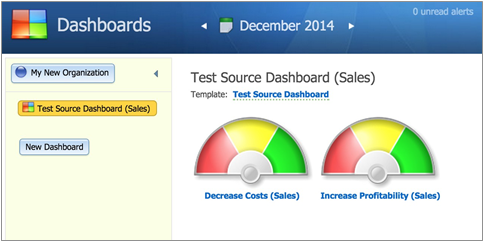 Dashboards
December 2014
0 unread alerts
My New Organization
Test Source Dashboard (Sales)
New Dashboard
Test Source Dashboard (Sales)
Template: Test Source Dashboard
Decrease Costs (Sales)
Increase Profitability (Sales)